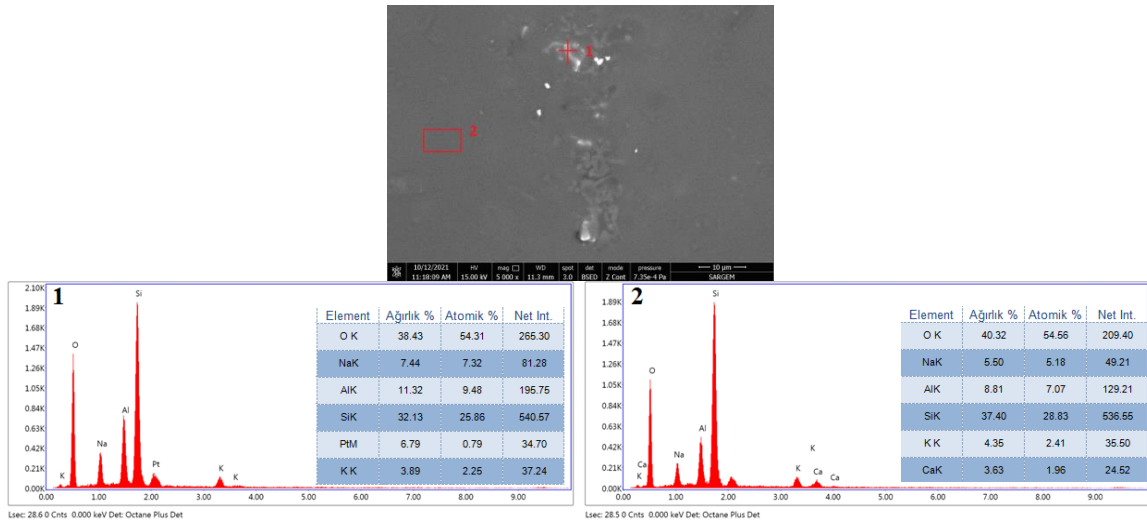 1
2
10/12/2021 HV mag □ WD spot det mode pressure 10 μm
11:18:09 AM 15.00 kV 5 000 x 11.3 mm 3.0 BSED Z Cont 7.35e-4 Pa SARGEM
1
2.10K
1.89K
1.68K
1.47K
1.26K
1.05K
0.84K
0.63K
0.42K
0.21K
0.00K
0.00 1.00 2.00 3.00 4.00 5.00 6.00 7.00 8.00 9.00
K O Na Al Si Pt K K
Element Ağırlık % Atomik % Net Int.
O K 38.43 54.31 265.30
NaK 7.44 7.32 81.28
AlK 11.32 9.48 195.75
SiK 32.13 25.86 540.57
PtM 6.79 0.79 34.70
K K 3.89 2.25 37.24
Lsec: 28.6 0 Cnts 0.000 keV Det: Octane Plus Det
2
1.89K
1.68K
1.47K
1.26K
1.05K
0.84K
0.63K
0.42K
0.21K
0.00K
0.00 1.00 2.00 3.00 4.00 5.00 6.00 7.00 8.00 9.00
Ca K O Na Al Si K K Ca Ca
Element Ağırlık % Atomik % Net Int.
O K 40.32 54.56 209.40
NaK 5.50 5.18 49.21
AlK 8.81 7.07 129.21
SiK 37.40 28.83 536.55
K K 4.35 2.41 35.50
CaK 3.63 1.96 24.52
Lsec: 28.5 0 Cnts 0.000 keV Det: Octane Plus Det